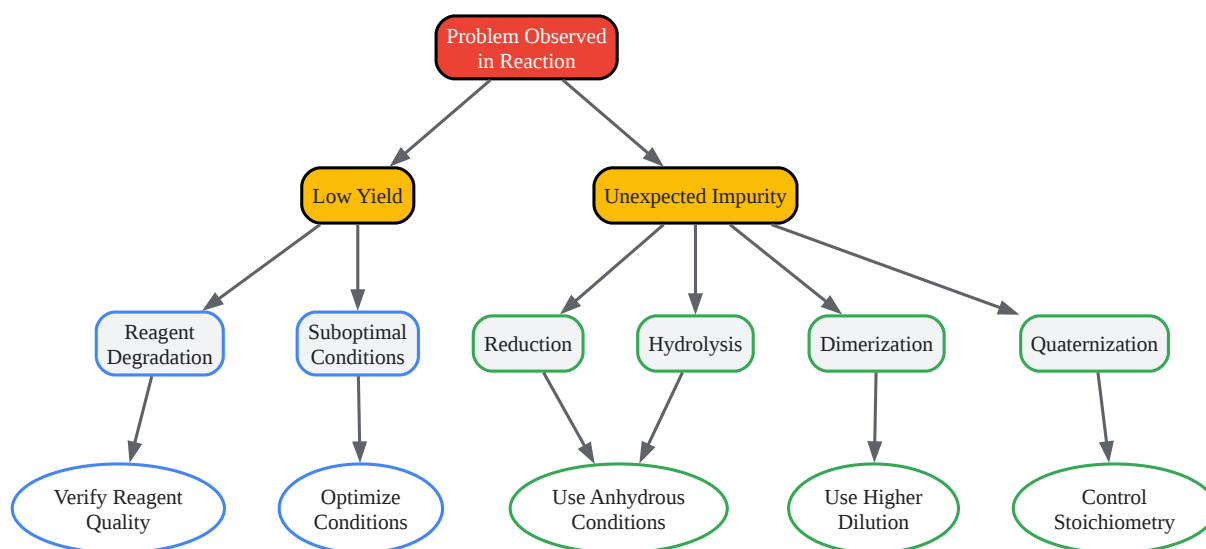 Problem Observed
in Reaction
Low Yield
Unexpected Impurity
Reagent
Degradation
Suboptimal
Conditions
Reduction
Hydrolysis
Dimerization
Quaternization
Verify Reagent
Quality
Optimize
Conditions
Use Anhydrous
Conditions
Use Higher
Dilution
Control
Stoichiometry